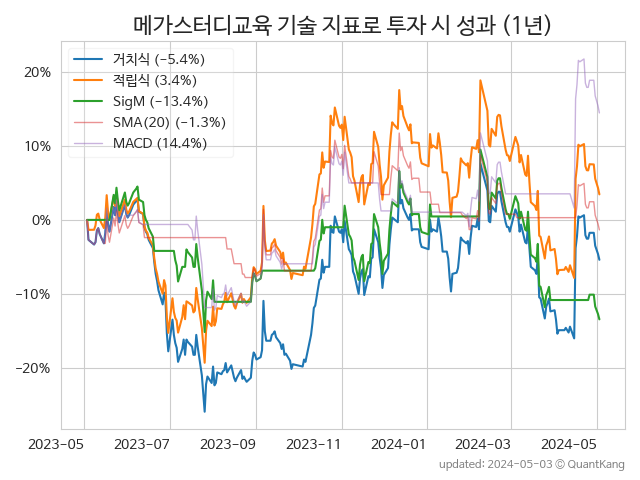 메가스터디교육 기술 지표로 투자 시 성과 (1년)
거치식 (−5.4%)
적립식 (3.4%)
SigM (−13.4%)
SMA(20) (−1.3%)
MACD (14.4%)
20%
10%
0%
−10%
−20%
2023−05 2023−07 2023−09 2023−11 2024−01 2024−03 2024−05
updated: 2024-05-03 ⓒ QuantKang